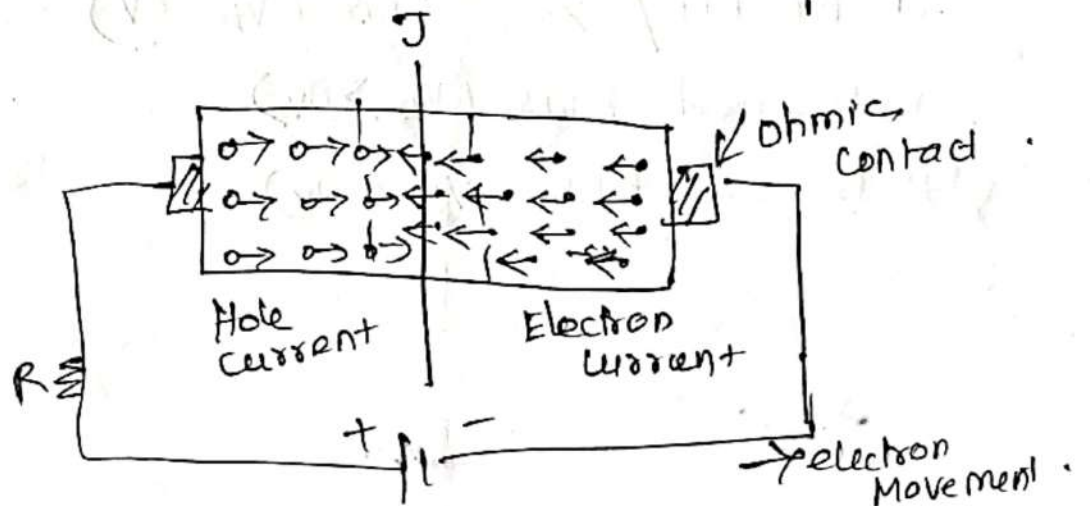 J
ohmic
contact
Hole
current
Electron
current
R
+ -
→ electron
Movement.